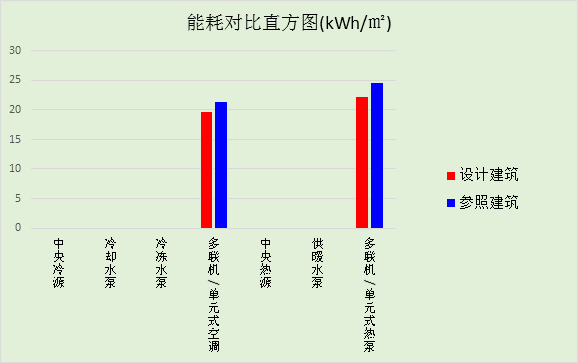 能耗对比直方图(kWh/㎡)
30
25
20
15
10
5
0
中央冷源
冷却水泵
冷冻水泵
多联机/单元式空调
中央热源
供暖水泵
多联机/单元式热泵
设计建筑
参照建筑